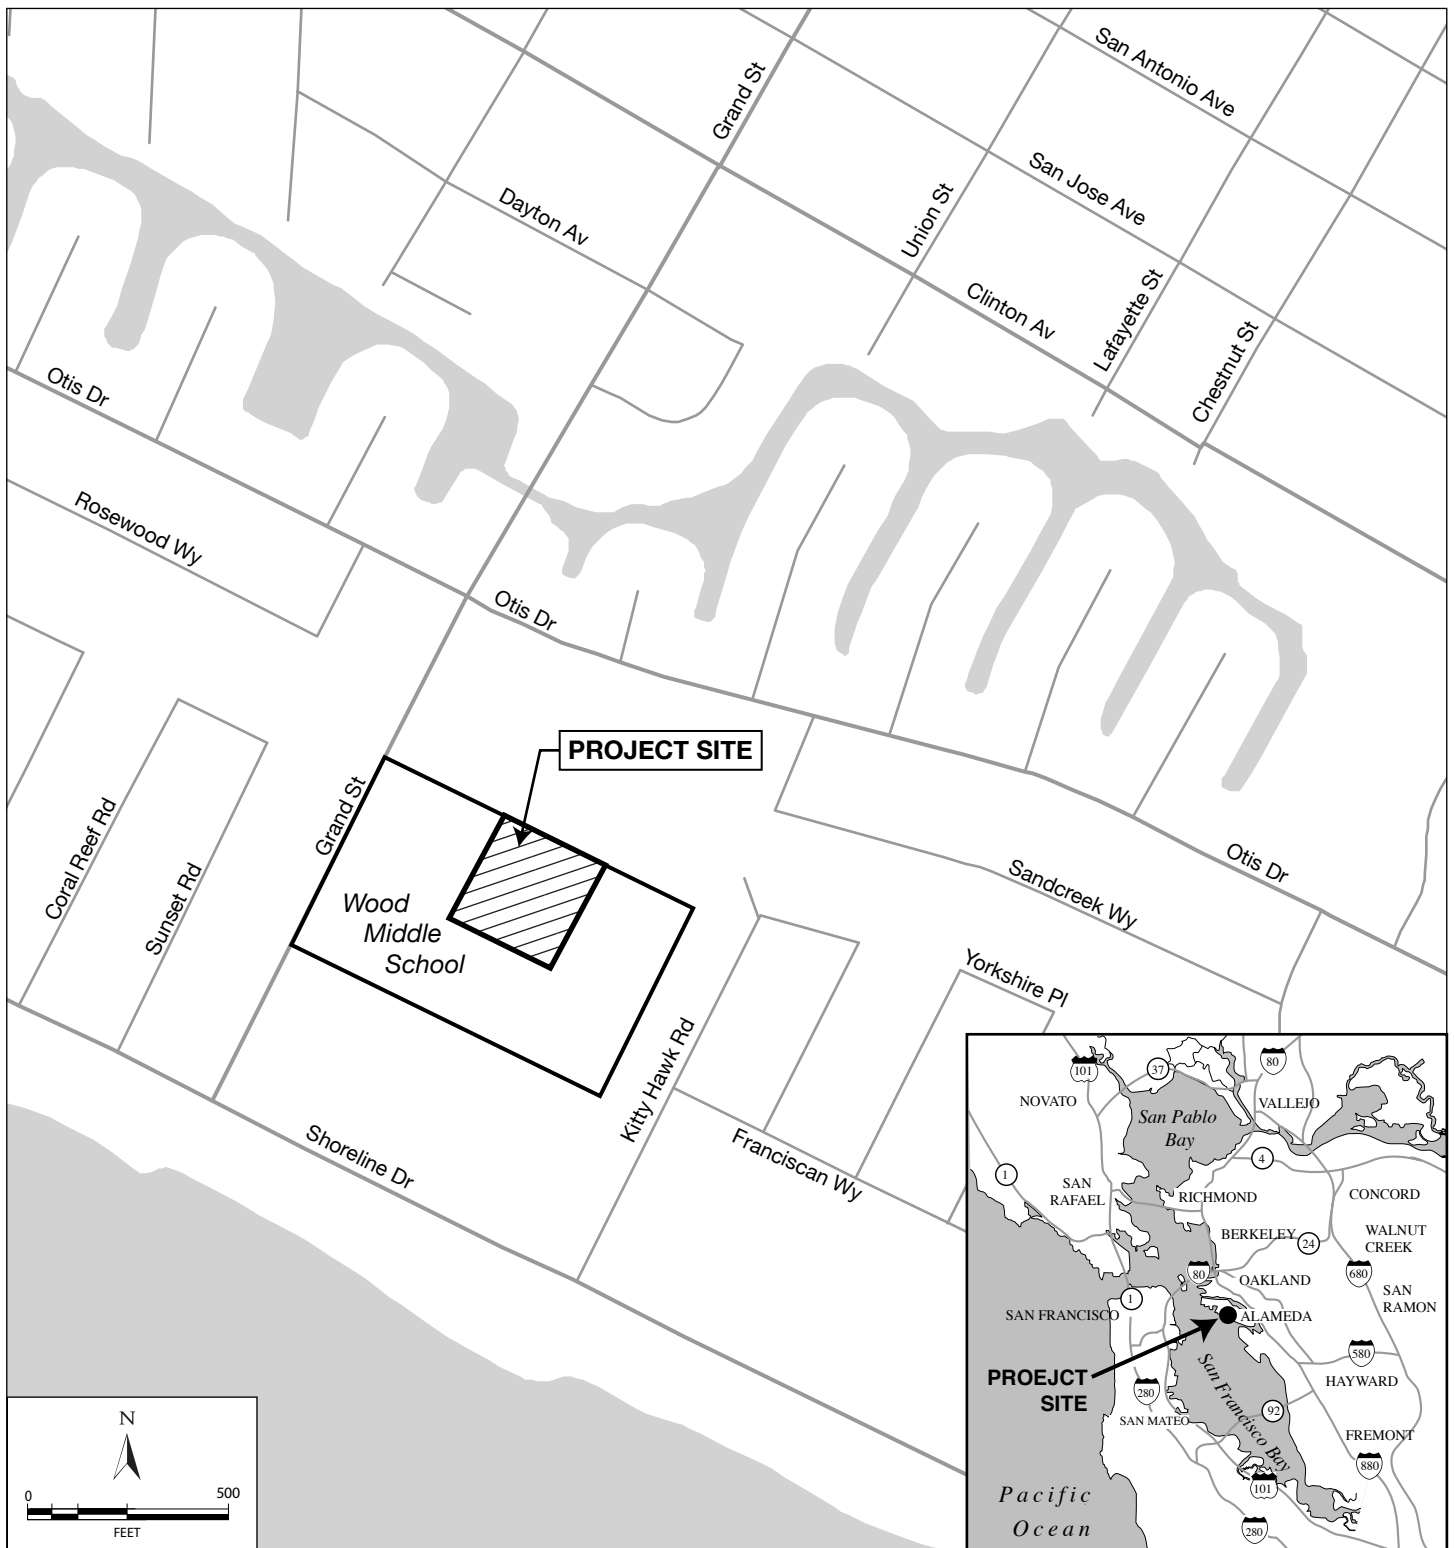 San Antonio Ave
Grand St
San Jose Ave
Dayton Av
Union St
Clinton Av
Lafayette St
Chestnut St
Otis Dr
Rosewood Wy
Otis Dr
PROJECT SITE
Grand St
Coral Reef Rd
Sunset Rd
Otis Dr
Sandcreek Wy
Wood
Middle
School
Yorkshire Pl
Kitty Hawk Rd
Franciscan Wy
Shoreline Dr
N
0
500
FEET
101
37
80
NOVATO
VALLEJO
San Pablo
Bay
4
1
SAN
RAFAEL
RICHMOND
CONCORD
BERKELEY
24
WALNUT
CREEK
80
OAKLAND
680
SAN
RAMON
1
SAN FRANCISCO
ALAMEDA
580
PROEJCT
SITE
San Francisco Bay
HAYWARD
280
92
SAN MATEO
FREMONT
880
101
Pacific
Ocean
280